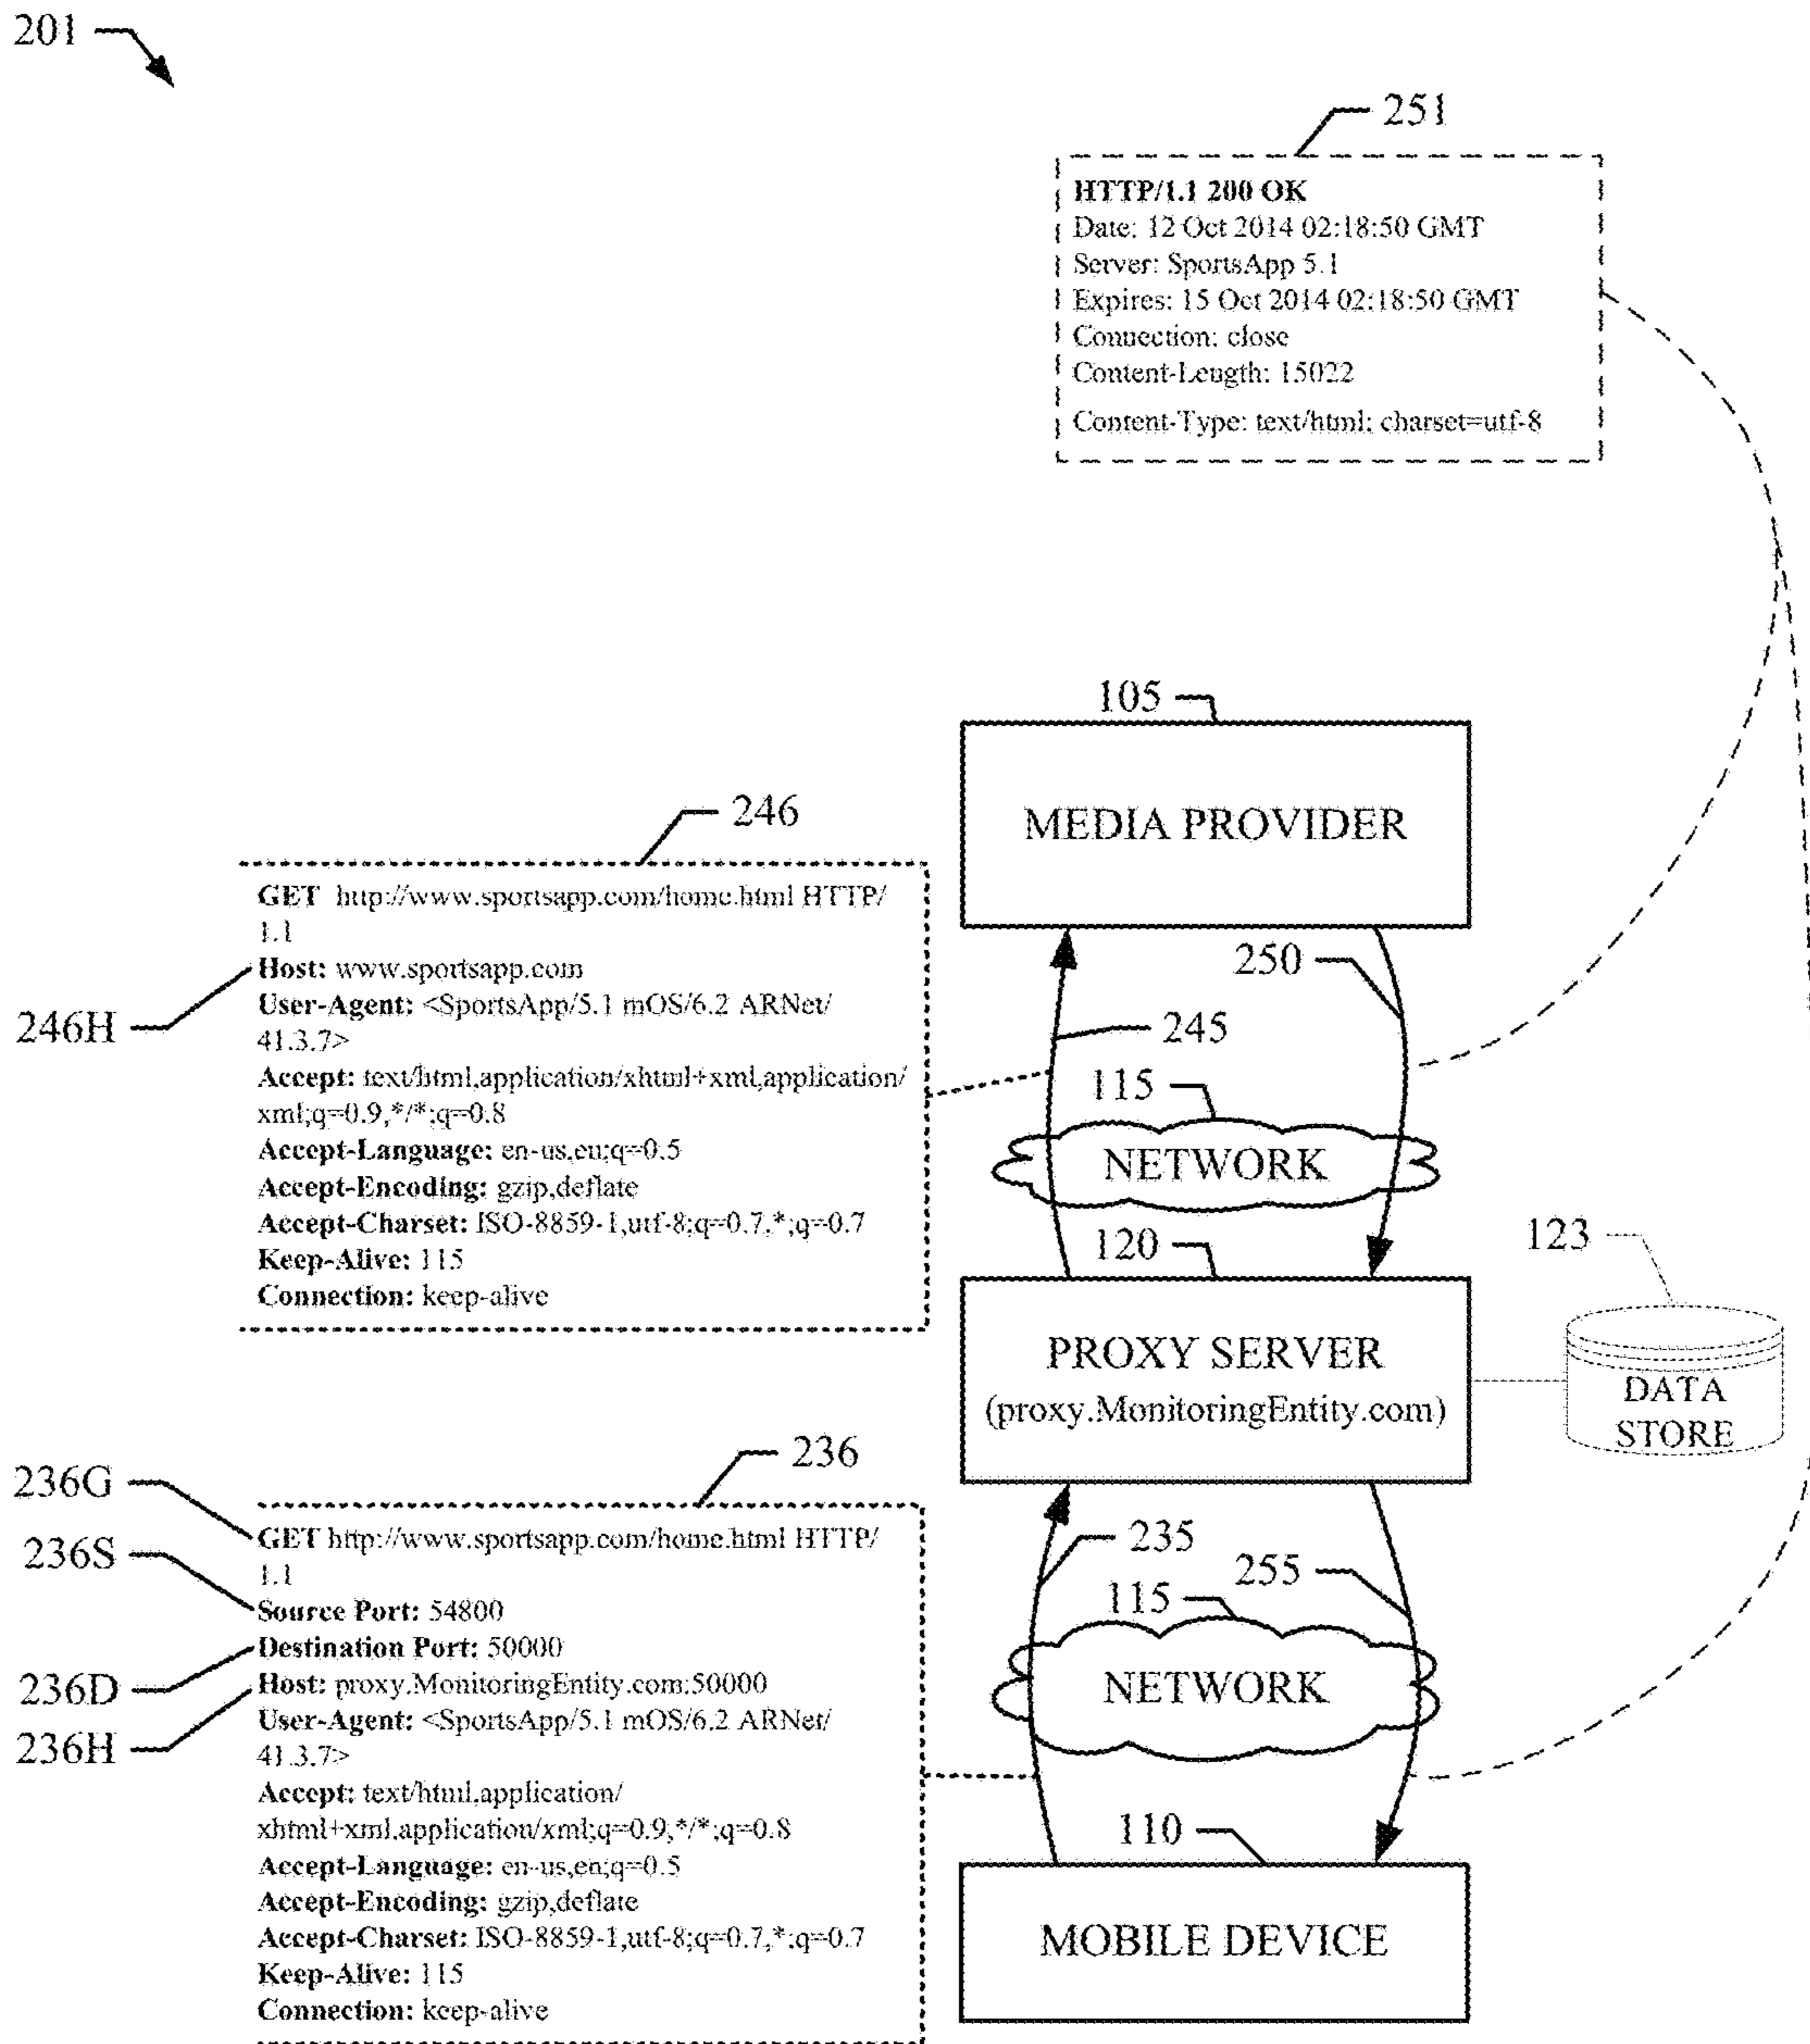 201
251
HTTP/1.1 200 OK
Date: 12 Oct 2014 02:18:50 GMT
Server: SportsApp 5.1
Expires: 15 Oct 2014 02:18:50 GMT
Connection: close
Content-Length: 15022
Content-Type: text/html; charset=utf-8
105
MEDIA PROVIDER
246
GET http://www.sportsapp.com/home.html HTTP/
1.1
Host: www.sportsapp.com
User-Agent: <SportsApp/5.1 mOS/6.2 ARNet/
41.3.7>
Accept: text/html,application/xhtml+xml,application/
xml;q=0.9,*/*;q=0.8
Accept-Language: en-us,en;q=0.5
Accept-Encoding: gzip,deflate
Accept-Charset: ISO-8859-1,utf-8;q=0.7,*;q=0.7
Keep-Alive: 115
Connection: keep-alive
246H
250
245
115
NETWORK
120
PROXY SERVER
(proxy.MonitoringEntity.com)
123
DATA
STORE
236
236G
236S
236D
236H
GET http://www.sportsapp.com/home.html HTTP/
1.1
Source Port: 54800
Destination Port: 50000
Host: proxy.MonitoringEntity.com:50000
User-Agent: <SportsApp/5.1 mOS/6.2 ARNet/
41.3.7>
Accept: text/html,application/
xhtml+xml,application/xml;q=0.9,*/*;q=0.8
Accept-Language: en-us,en;q=0.5
Accept-Encoding: gzip,deflate
Accept-Charset: ISO-8859-1,utf-8;q=0.7,*;q=0.7
Keep-Alive: 115
Connection: keep-alive
235
255
115
NETWORK
110
MOBILE DEVICE